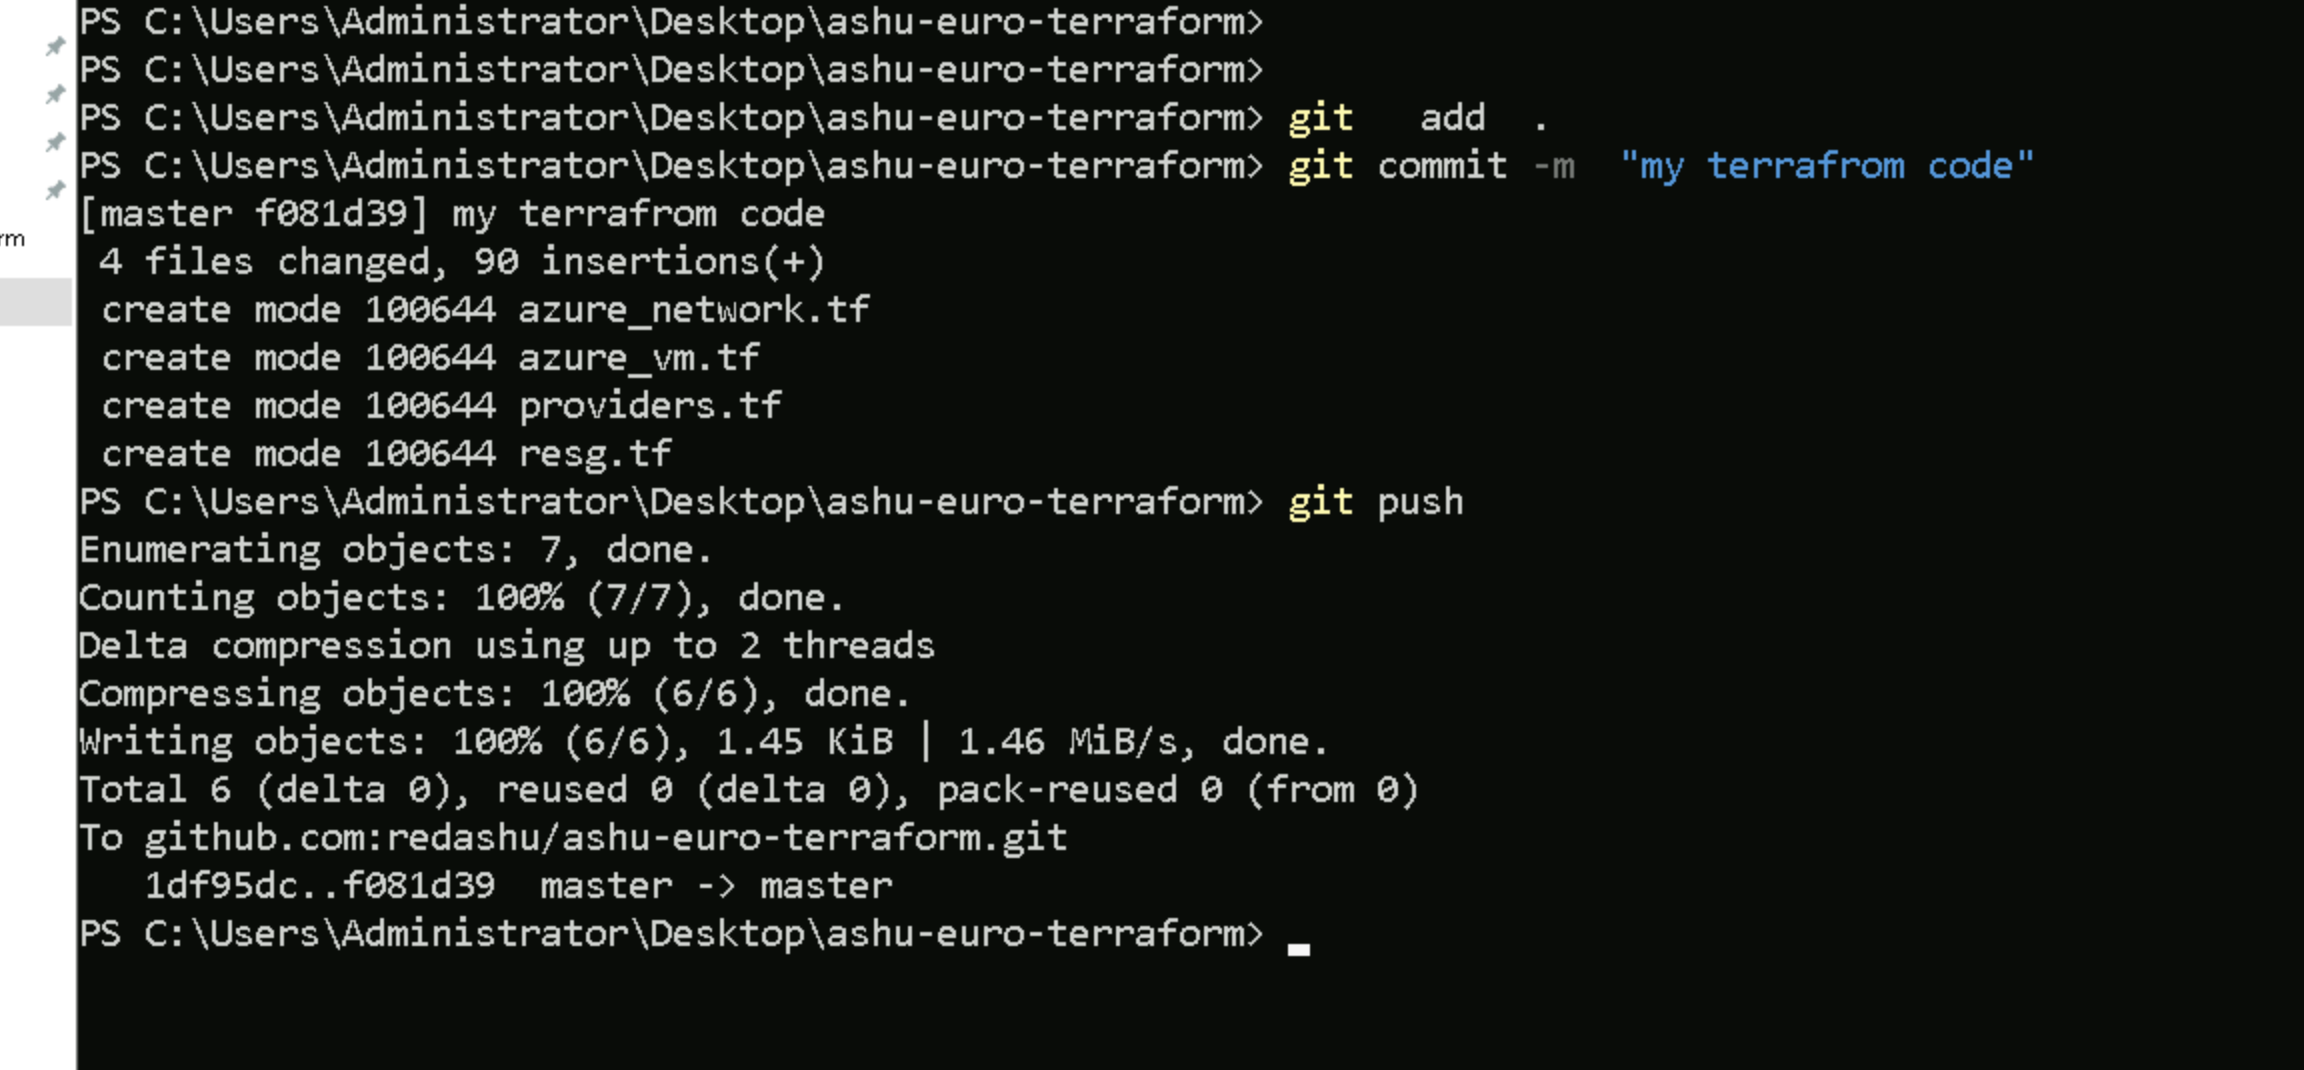 PS C:\Users\Administrator\Desktop\ashu-euro-terraform>
PS C:\Users\Administrator\Desktop\ashu-euro-terraform>
PS C:\Users\Administrator\Desktop\ashu-euro-terraform> git   add  .
PS C:\Users\Administrator\Desktop\ashu-euro-terraform> git commit -m  "my terrafrom code"
[master f081d39] my terrafrom code
rm
 4 files changed, 90 insertions(+)
 create mode 100644 azure_network.tf
 create mode 100644 azure_vm.tf
 create mode 100644 providers.tf
 create mode 100644 resg.tf
PS C:\Users\Administrator\Desktop\ashu-euro-terraform> git push
Enumerating objects: 7, done.
Counting objects: 100% (7/7), done.
Delta compression using up to 2 threads
Compressing objects: 100% (6/6), done.
Writing objects: 100% (6/6), 1.45 KiB | 1.46 MiB/s, done.
Total 6 (delta 0), reused 0 (delta 0), pack-reused 0 (from 0)
To github.com:redashu/ashu-euro-terraform.git
   1df95dc..f081d39  master -> master
PS C:\Users\Administrator\Desktop\ashu-euro-terraform>